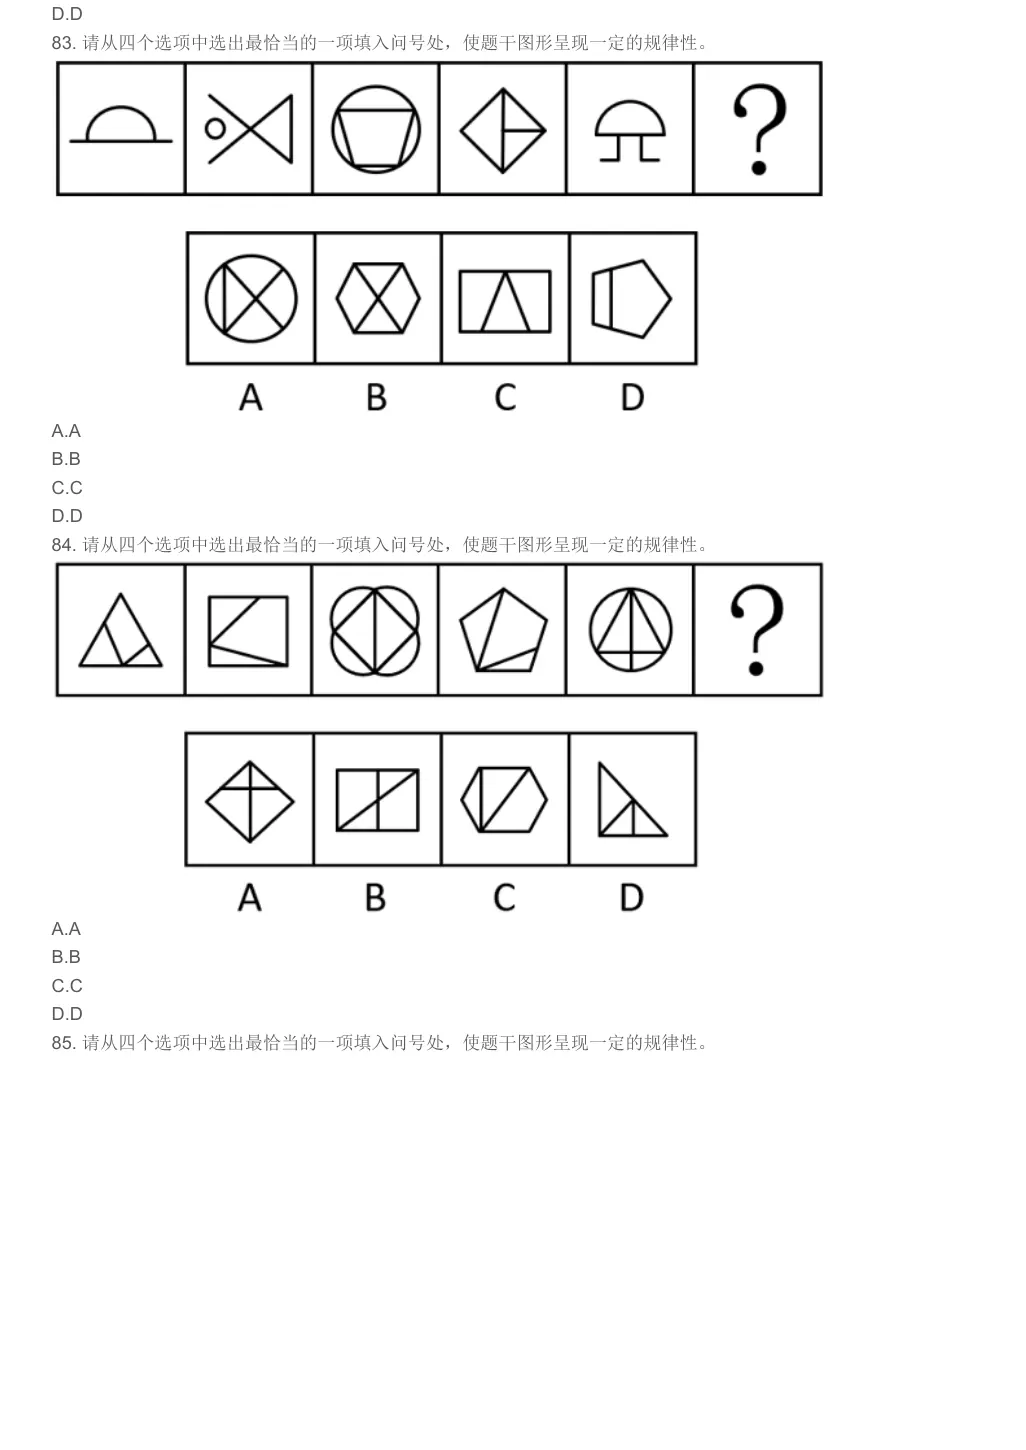 D.D
83. 请从四个选项中选出最恰当的一项填入问号处，使题干图形呈现一定的规律性。
?
A B C D
A.A
B.B
C.C
D.D
84. 请从四个选项中选出最恰当的一项填入问号处，使题干图形呈现一定的规律性。
?
A B C D
A.A
B.B
C.C
D.D
85. 请从四个选项中选出最恰当的一项填入问号处，使题干图形呈现一定的规律性。